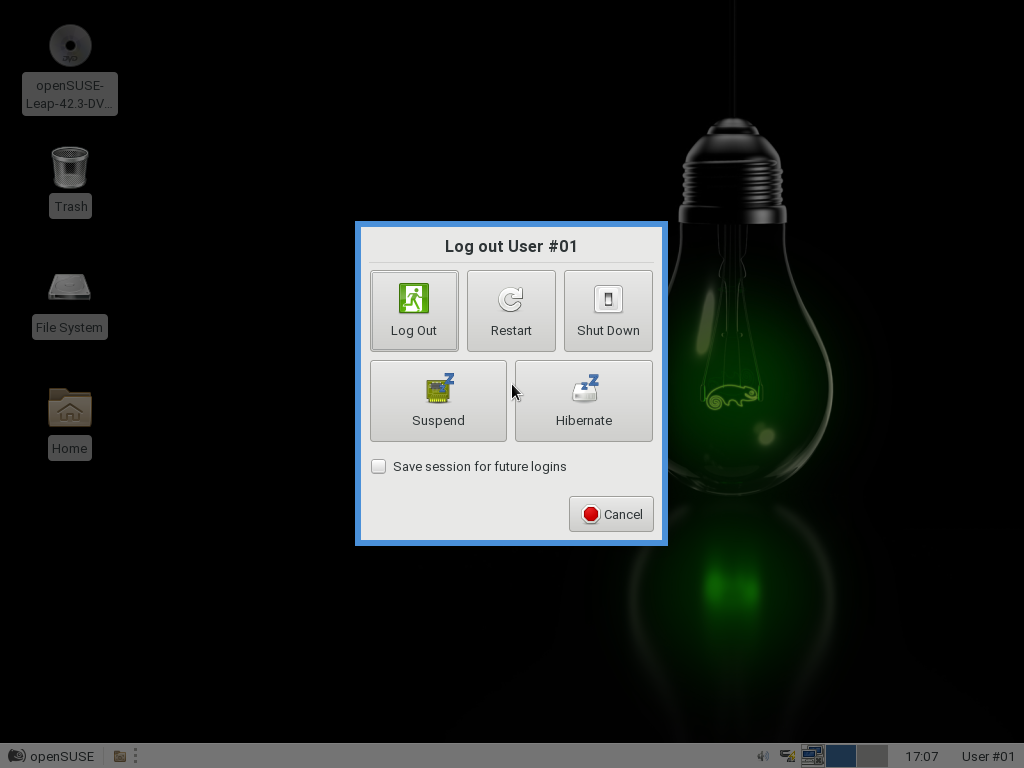 openSUSE-
Leap-42.3-DV...
Trash
File System
Home
Log out User #01
Log Out
Restart
Shut Down
Suspend
Hibernate
Save session for future logins
Cancel
openSUSE
17:07
User #01